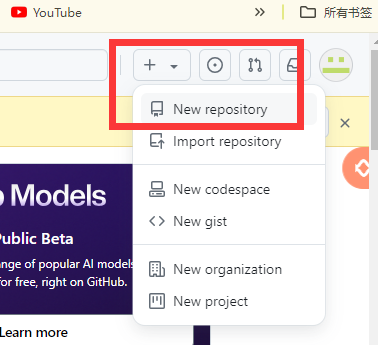 YouTube
所有书签
New repository
Import repository
New codespace
New gist
New organization
New project
Models
Public Beta
ange of popular AI models
for free, right on GitHub.
Learn more